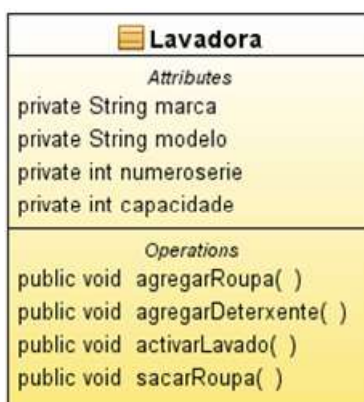 Lavadora
Attributes
private String marca
private String modelo
private int numeroserie
private int capacidade
Operations
public void agregarRoupa( )
public void agregarDeterxente( )
public void activarLavado( )
public void sacarRoupa( )